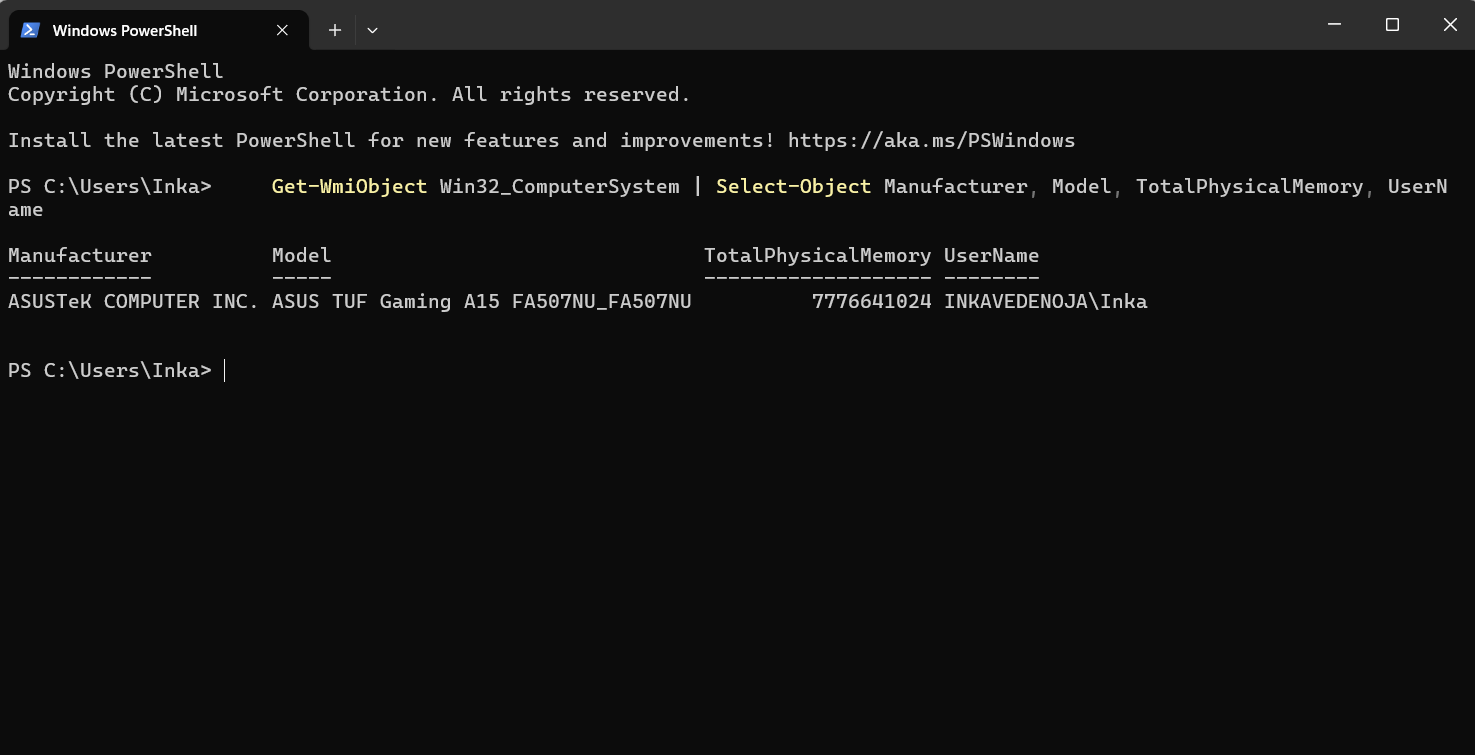 Windows PowerShell
Windows PowerShell
Copyright (C) Microsoft Corporation. All rights reserved.
Install the latest PowerShell for new features and improvements! https://aka.ms/PSWindows
PS C:\Users\Inka>     Get-WmiObject Win32_ComputerSystem | Select-Object Manufacturer, Model, TotalPhysicalMemory, UserN
ame
Manufacturer          Model                               TotalPhysicalMemory UserName
------------          -----                               ------------------- --------
ASUSTeK COMPUTER INC. ASUS TUF Gaming A15 FA507NU_FA507NU          7776641024 INKAVEDENOJA\Inka
PS C:\Users\Inka>